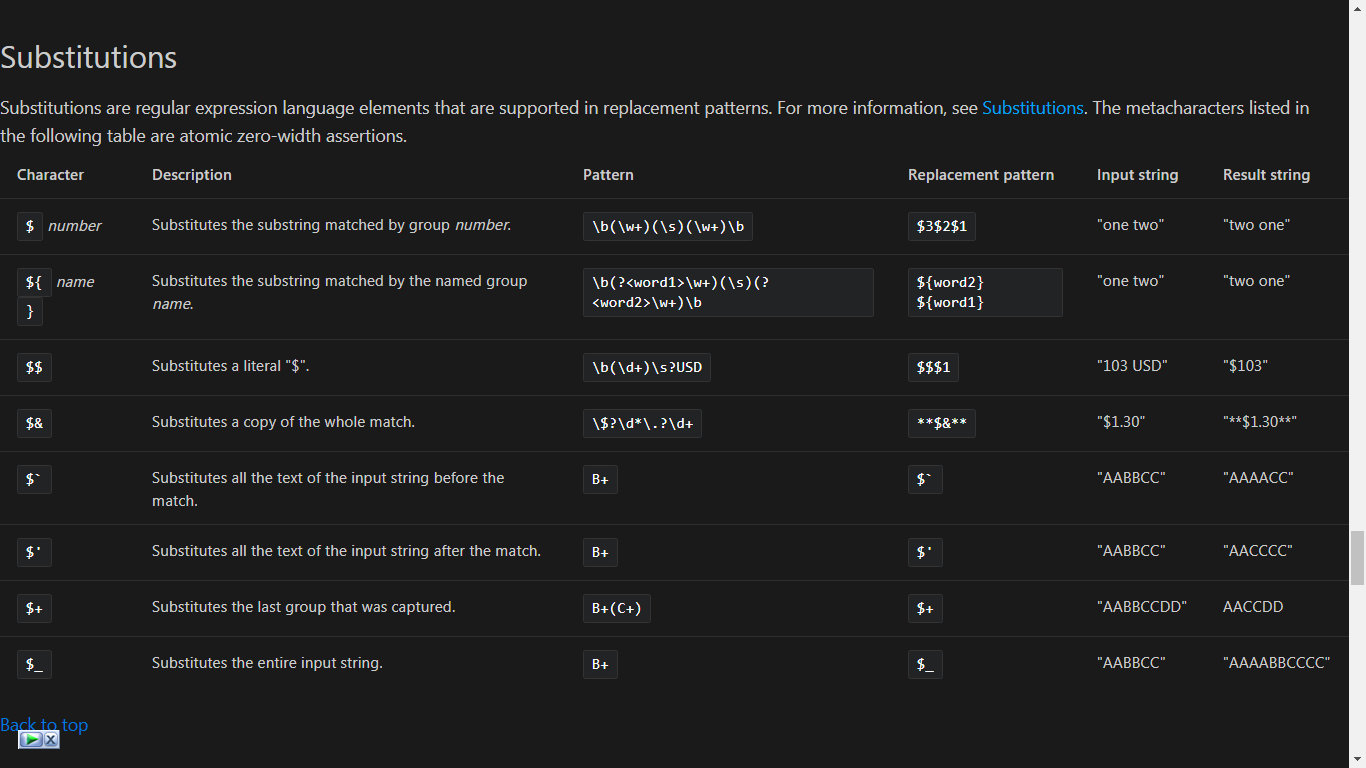 Substitutions
Substitutions are regular expression language elements that are supported in replacement patterns. For more information, see Substitutions. The metacharacters listed in
the following table are atomic zero-width assertions.
Character Description Pattern Replacement pattern Input string Result string
$ number Substitutes the substring matched by group number. \b(\w+)(\s)(\w+)\b $3$2$1 "one two" "two one"
${ name Substitutes the substring matched by the named group \b(?<word1>\w+)(\s)(? ${word2} "one two" "two one"
} name. <word2>\w+)\b ${word1}
$$ Substitutes a literal "$". \b(\d+)\s?USD $$$1 "103 USD" "$103"
$& Substitutes a copy of the whole match. \$?\d*\.?\d+ **$&** "$1.30" "**$1.30**"
$` Substitutes all the text of the input string before the B+ $` "AABBCC" "AAAACC"
match.
$' Substitutes all the text of the input string after the match. B+ $' "AABBCC" "AACCCC"
$+ Substitutes the last group that was captured. B+(C+) $+ "AABBCCDD" AACCDD
$_ Substitutes the entire input string. B+ $_ "AABBCC" "AAAABBCCCC"
Back to top